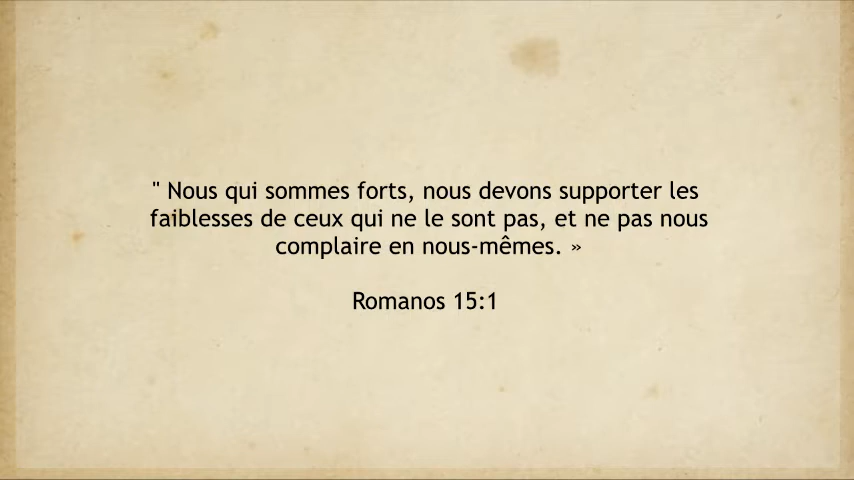 " Nous qui sommes forts, nous devons supporter les
faiblesses de ceux qui ne le sont pas, et ne pas nous
complaire en nous-mêmes. »
Romanos 15:1